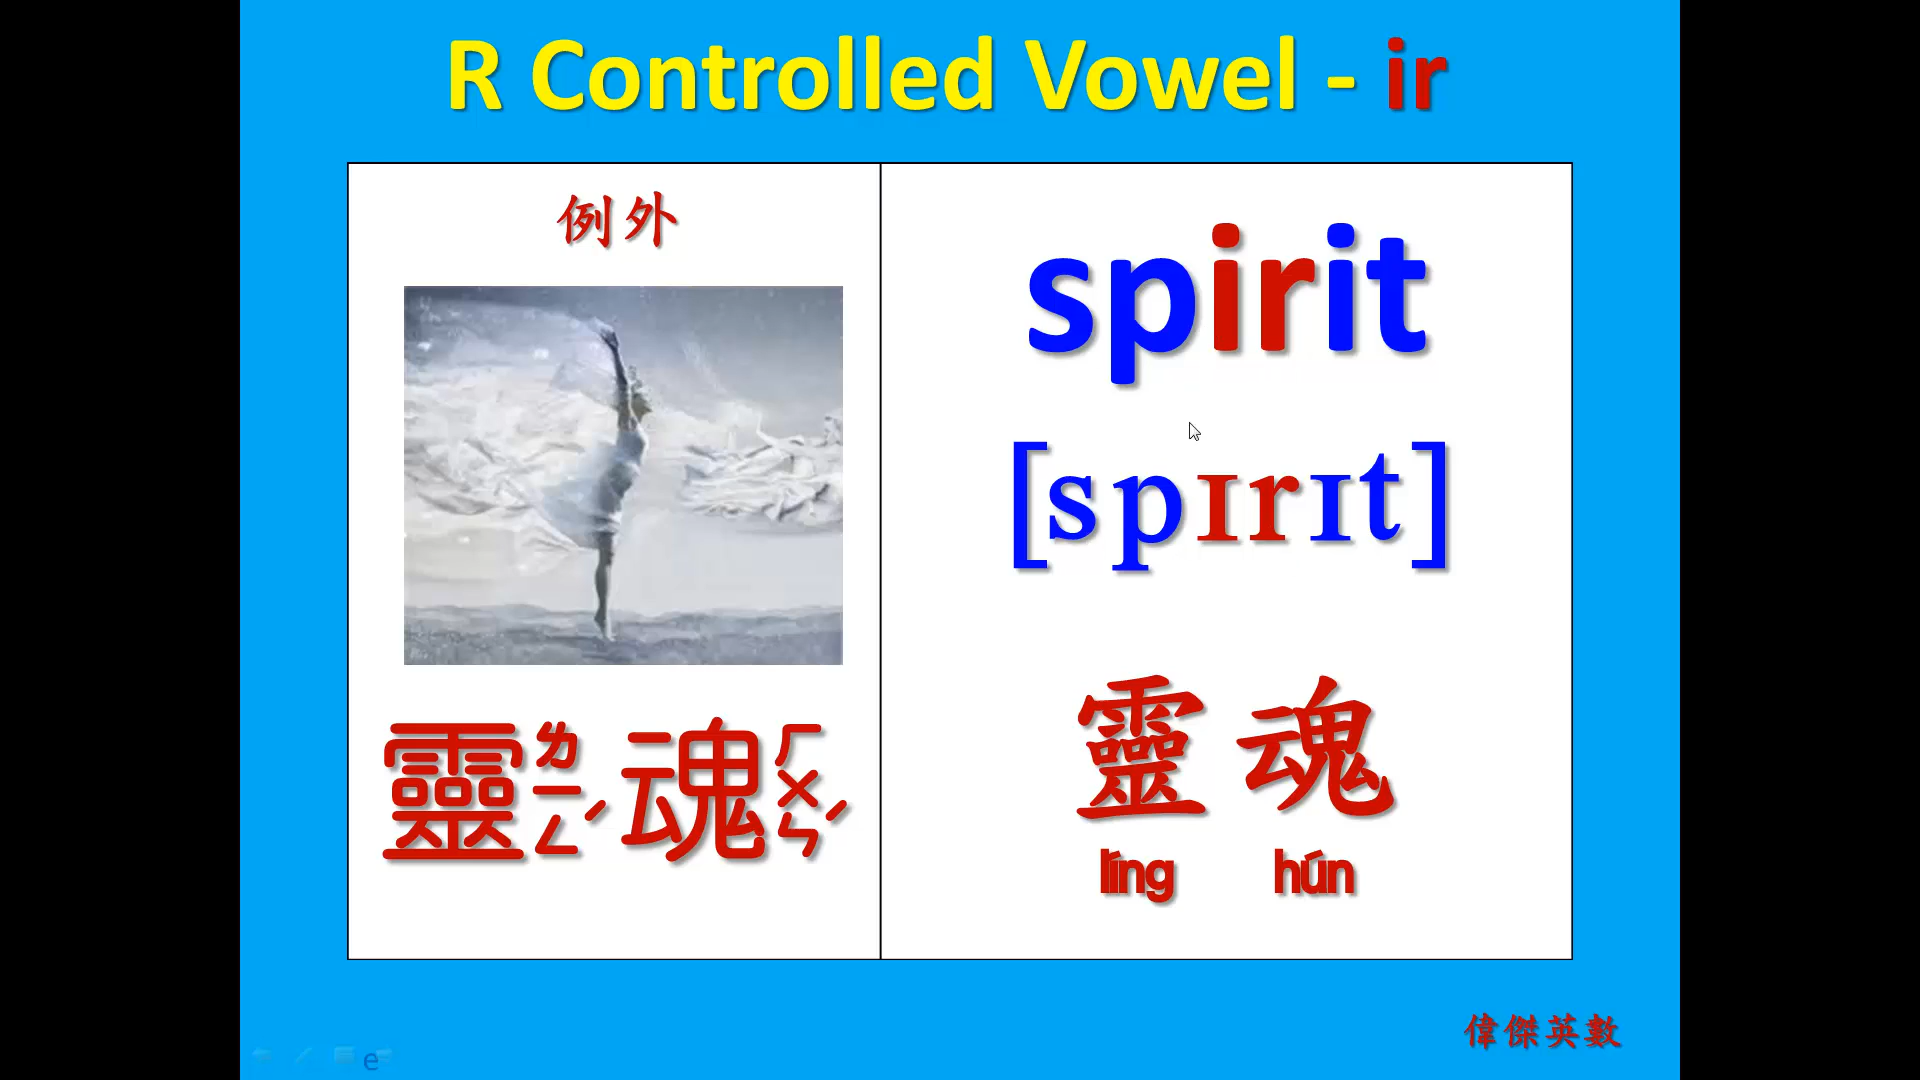 R Controlled Vowel - ir
例外
靈ㄌㄧㄥˊ魂ㄏㄨㄣˊ
spirit
[spɪrɪt]
靈魂
líng hún
偉傑英數